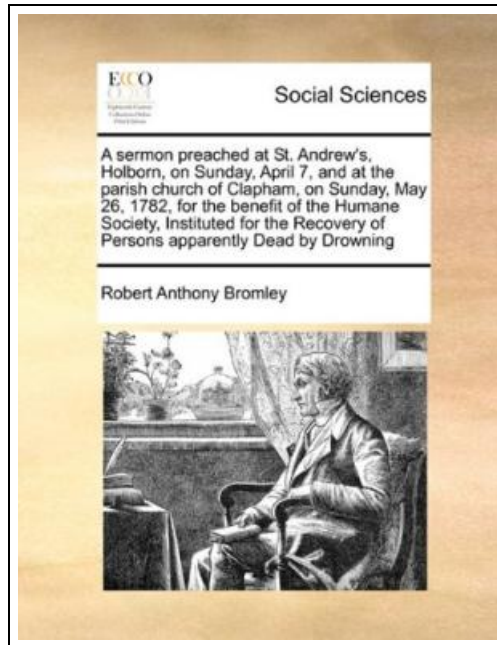 ECCO
Social Sciences
A sermon preached at St. Andrew's,
Holborn, on Sunday, April 7, and at the
parish church of Clapham, on Sunday, May
26, 1782, for the benefit of the Humane
Society, Instituted for the Recovery of
Persons apparently Dead by Drowning
Robert Anthony Bromley